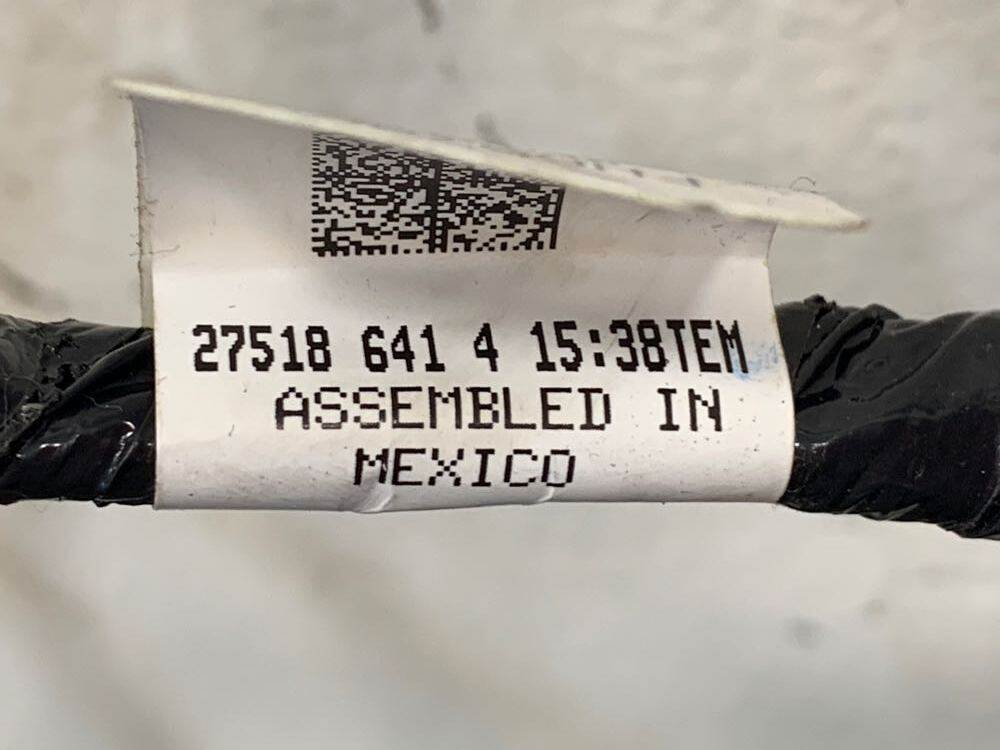 27518 641 4 15:38TEM
ASSEMBLED IN
MEXICO